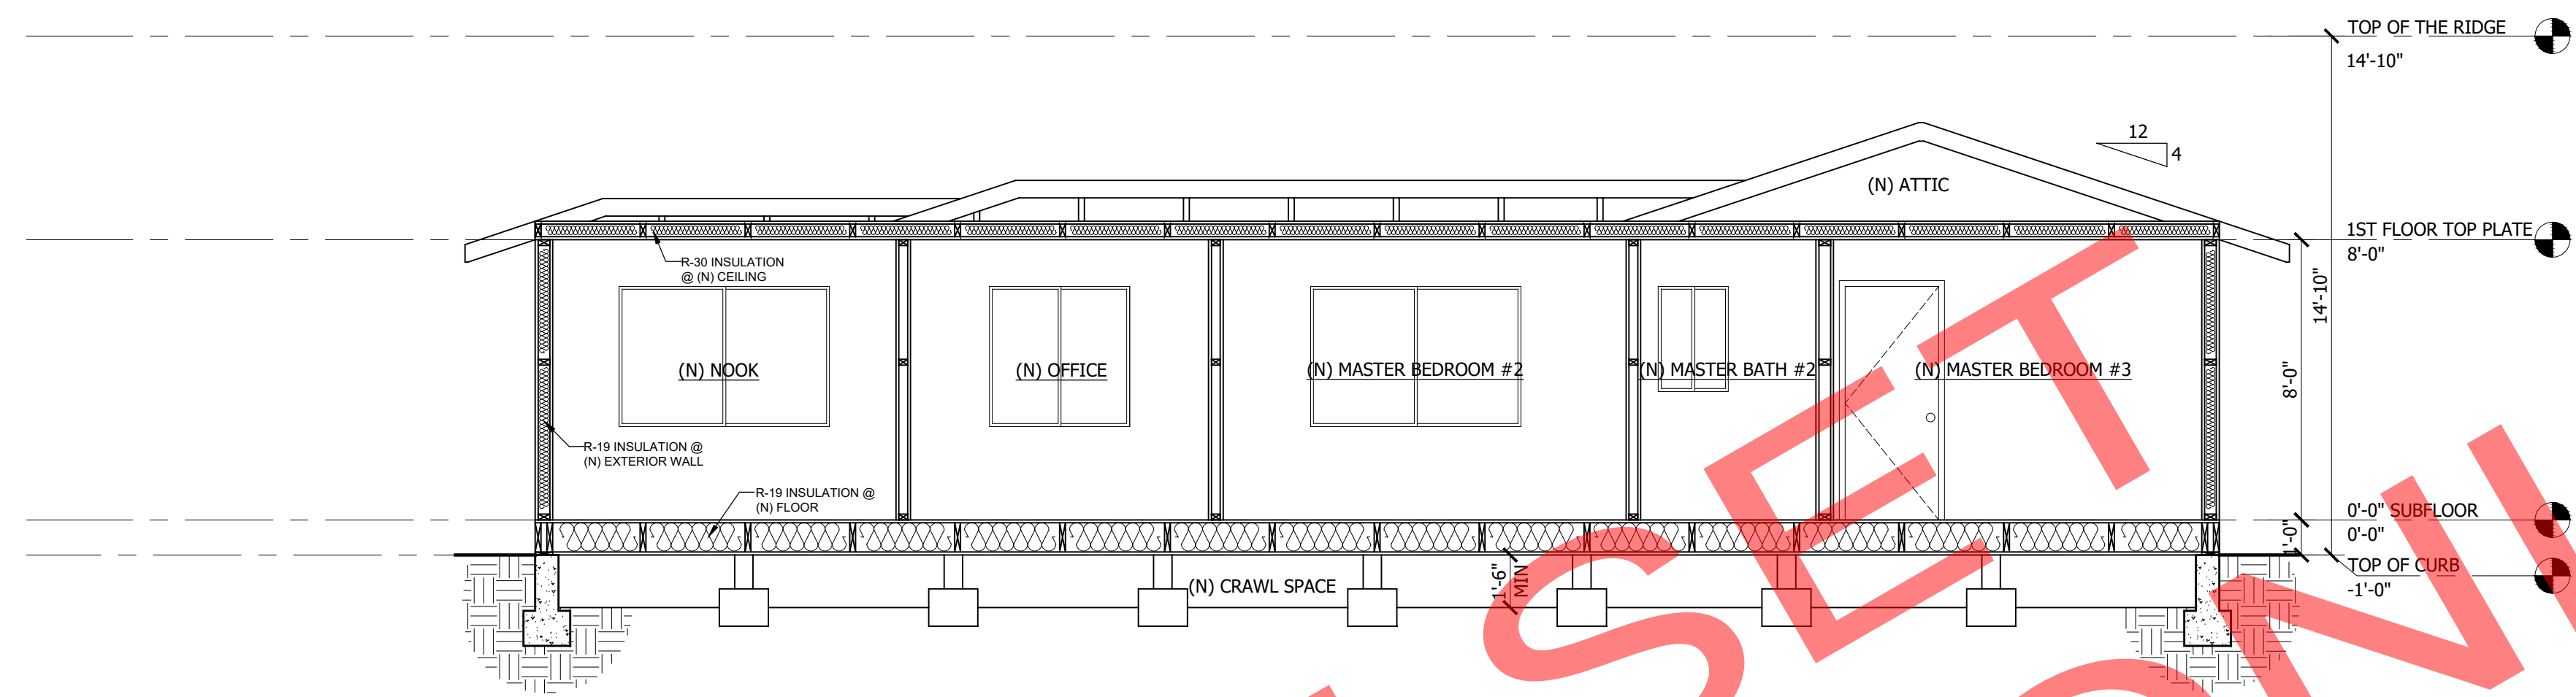 TOP OF THE RIDGE
14'-10"
12
4
(N) ATTIC
1ST FLOOR TOP PLATE
8'-0"
R-30 INSULATION
@ (N) CEILING
14'-10"
8'-0"
(N) NOOK
(N) OFFICE
(N) MASTER BEDROOM #2
(N) MASTER BATH #2
(N) MASTER BEDROOM #3
R-19 INSULATION @
(N) EXTERIOR WALL
R-19 INSULATION @
(N) FLOOR
0'-0" SUBFLOOR
0'-0"
1'-0"
TOP OF CURB
-1'-0"
(N) CRAWL SPACE
1'-6"
MIN
SET